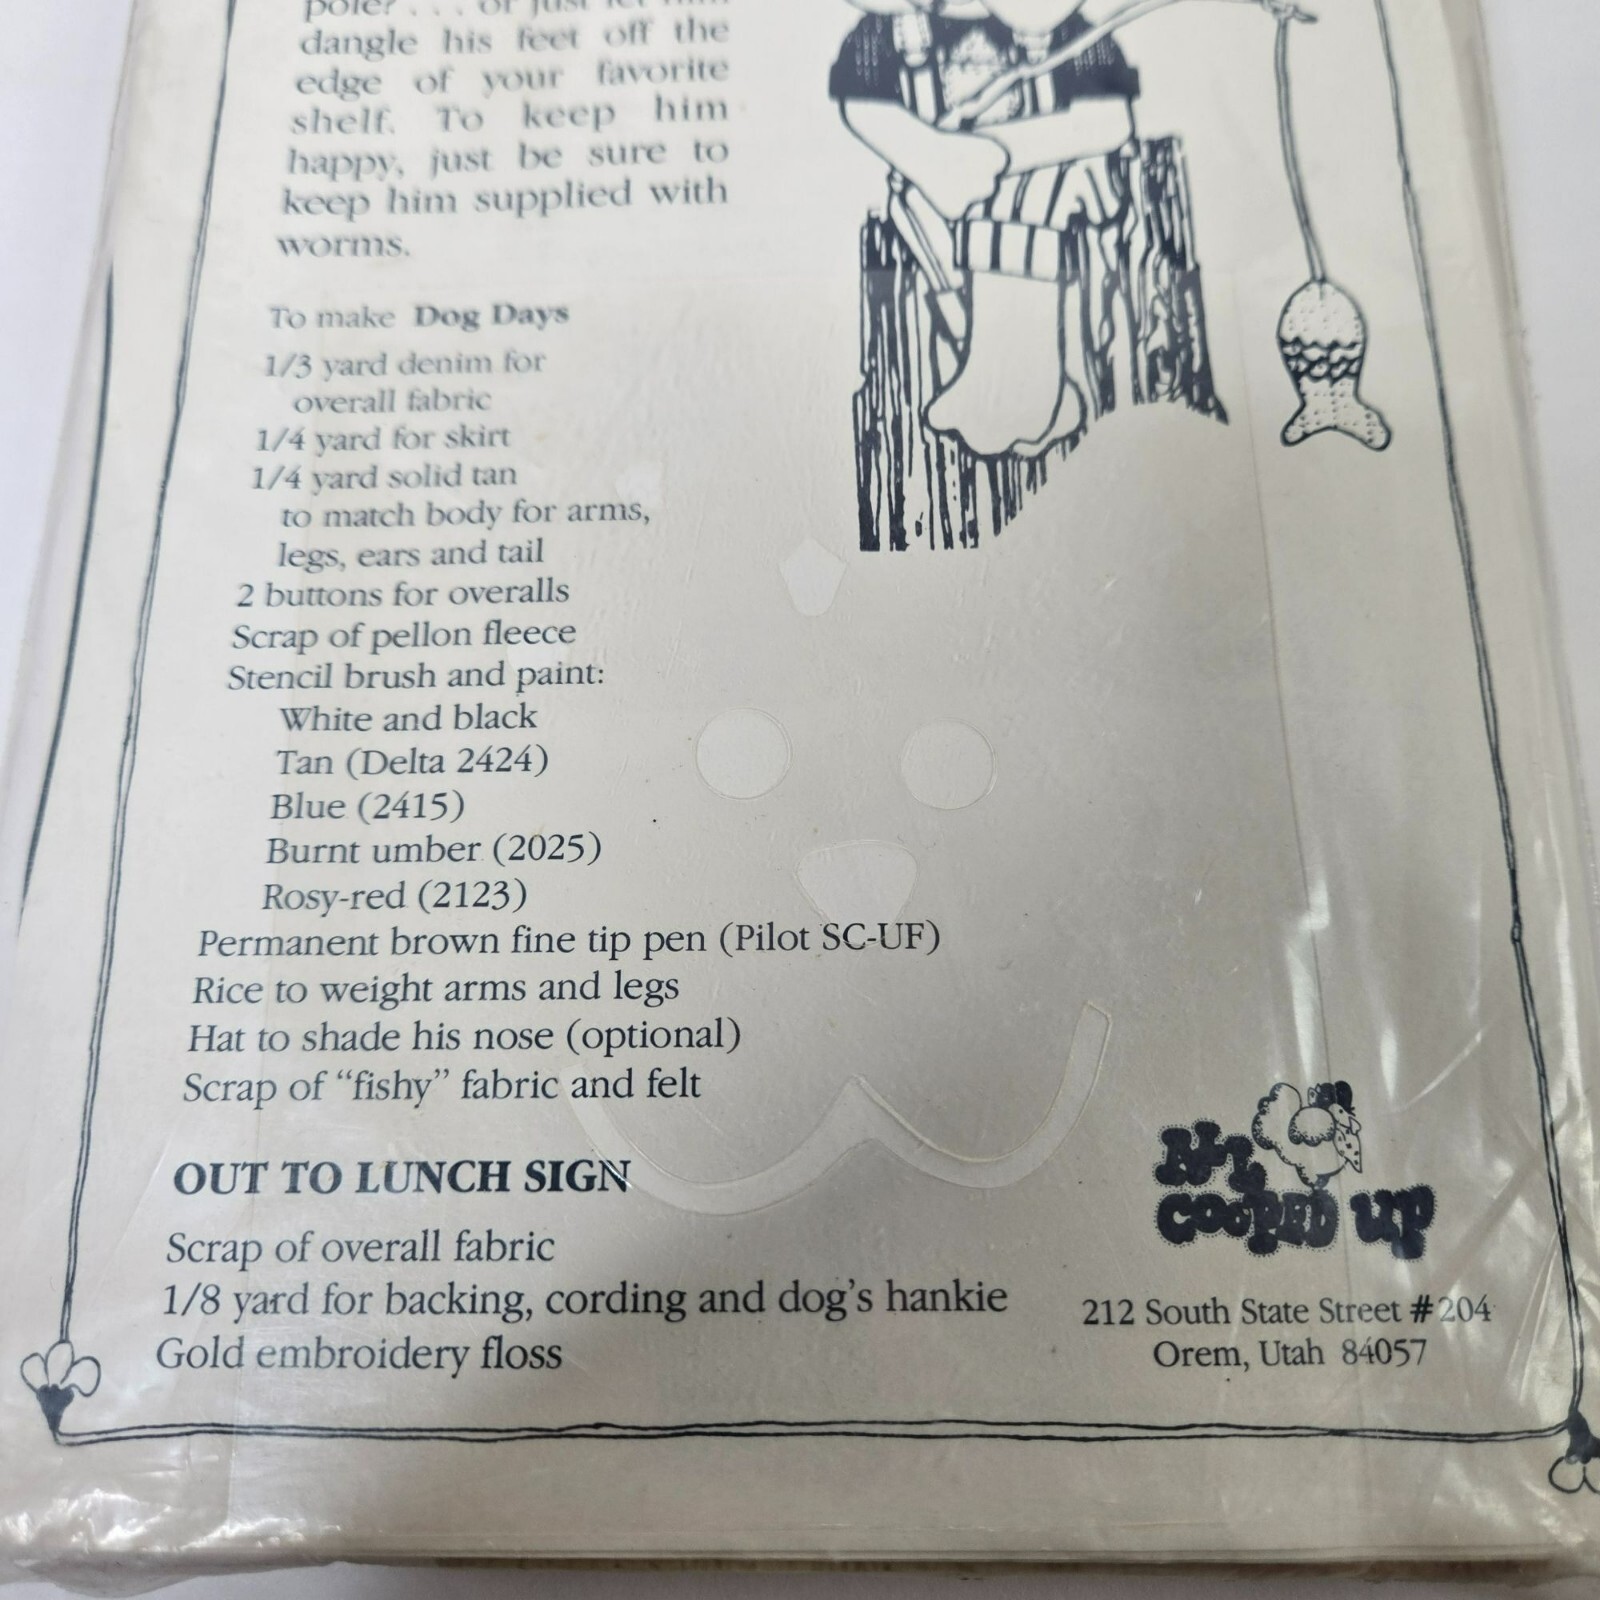 pole? . . . or just let him
dangle his feet off the
edge of your favorite
shelf. To keep him
happy, just be sure to
keep him supplied with
worms.
To make Dog Days
1/3 yard denim for
overall fabric
1/4 yard for skirt
1/4 yard solid tan
to match body for arms,
legs, ears and tail
2 buttons for overalls
Scrap of pellon fleece
Stencil brush and paint:
White and black
Tan (Delta 2424)
Blue (2415)
Burnt umber (2025)
Rosy-red (2123)
Permanent brown fine tip pen (Pilot SC-UF)
Rice to weight arms and legs
Hat to shade his nose (optional)
Scrap of “fishy” fabric and felt
OUT TO LUNCH SIGN
Scrap of overall fabric
1/8 yard for backing, cording and dog's hankie
Gold embroidery floss
All
Cooped Up
212 South State Street #204
Orem, Utah 84057